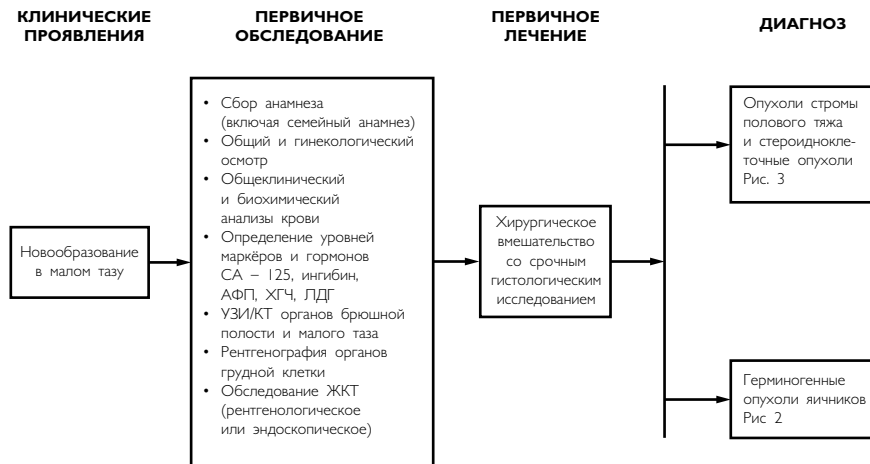 КЛИНИЧЕСКИЕ
ПРОЯВЛЕНИЯ
ПЕРВИЧНОЕ
ОБСЛЕДОВАНИЕ
ПЕРВИЧНОЕ
ЛЕЧЕНИЕ
ДИАГНОЗ
Новообразование
в малом тазу
• Сбор анамнеза
(включая семейный анамнез)
• Общий и гинекологический
осмотр
• Общеклинический
и биохимический
анализы крови
• Определение уровней
маркёров и гормонов
СА – 125, ингибин,
АФП, ХГЧ, ЛДГ
• УЗИ/КТ органов брюшной
полости и малого таза
• Рентгенография органов
грудной клетки
• Обследование ЖКТ
(рентгенологическое
или эндоскопическое)
Хирургическое
вмешательство
со срочным
гистологическим
исследованием
Опухоли стромы
полового тяжа
и стероидноклe-
точные опухоли
Рис. 3
Герминогенные
опухоли яичников
Рис 2